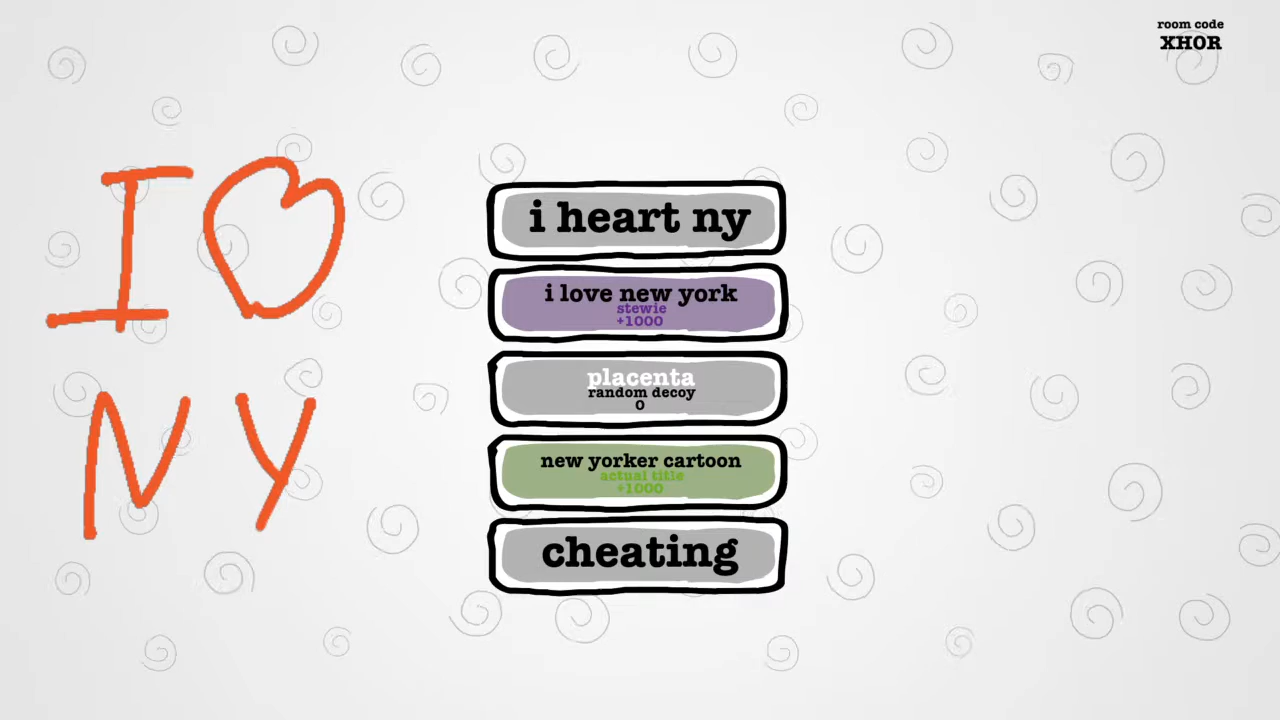 room code
XHOR
I
NY
i heart ny
i love new york
stewie
+1000
placenta
random decoy
0
new yorker cartoon
actual title
+1000
cheating